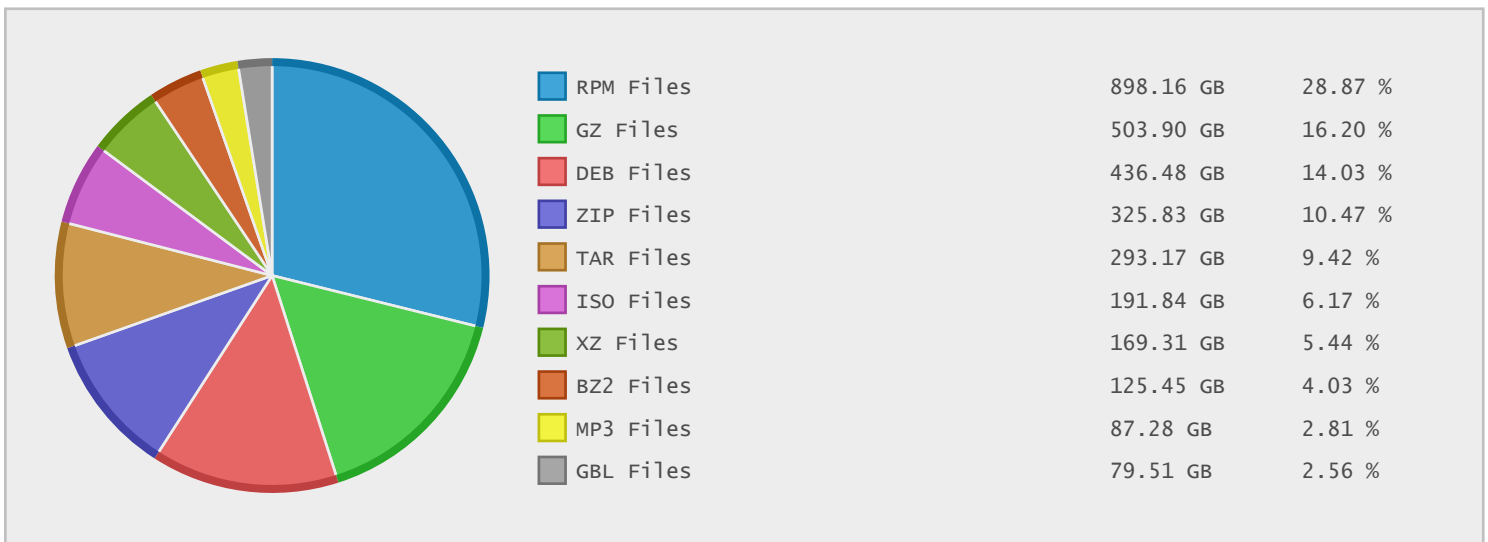 RPM Files 898.16 GB 28.87 %
GZ Files 503.90 GB 16.20 %
DEB Files 436.48 GB 14.03 %
ZIP Files 325.83 GB 10.47 %
TAR Files 293.17 GB 9.42 %
ISO Files 191.84 GB 6.17 %
XZ Files 169.31 GB 5.44 %
BZ2 Files 125.45 GB 4.03 %
MP3 Files 87.28 GB 2.81 %
GBL Files 79.51 GB 2.56 %